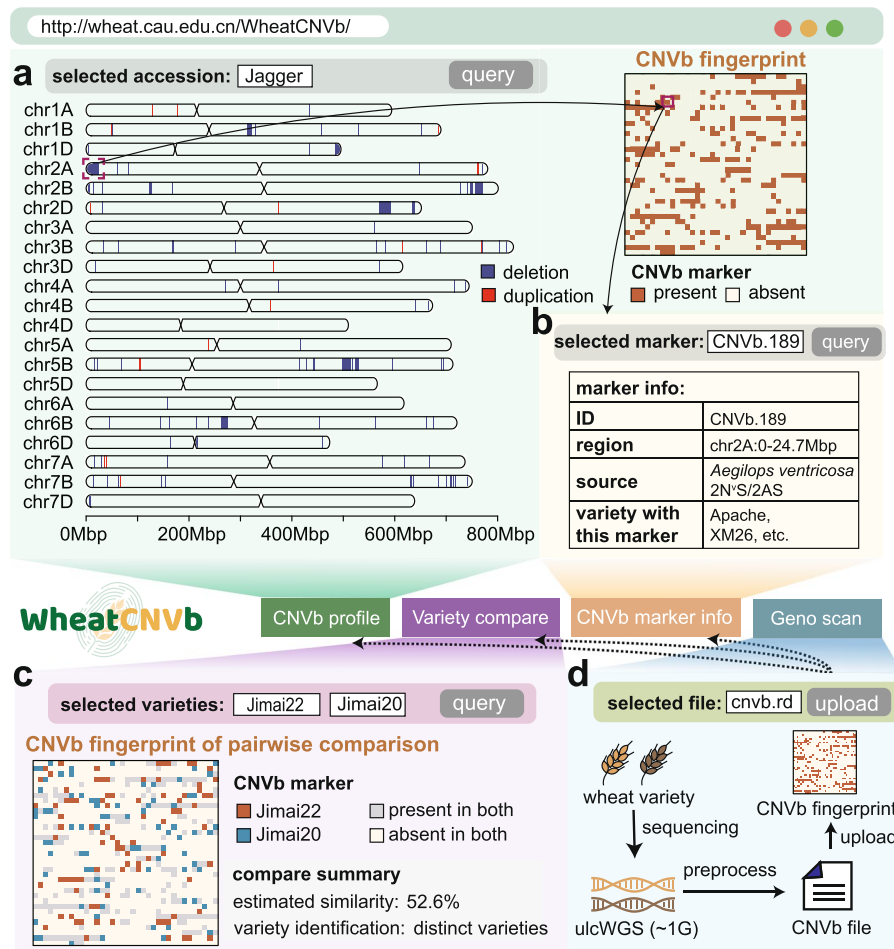 http://wheat.cau.edu.cn/WheatCNVb/
a
selected accession: Jagger query
CNVb fingerprint
chr1A
chr1B
chr1D
chr2A
chr2B
chr2D
chr3A
chr3B
chr3D
chr4A
chr4B
chr4D
chr5A
chr5B
chr5D
chr6A
chr6B
chr6D
chr7A
chr7B
chr7D
0Mbp 200Mbp 400Mbp 600Mbp 800Mbp
deletion
duplication
CNVb marker
present absent
b
selected marker: CNVb.189 query
marker info:
ID CNVb.189
region chr2A:0-24.7Mbp
source Aegilops ventricosa
2NᵛS/2AS
variety with Apache,
this marker XM26, etc.
WheatCNVb
CNVb profile Variety compare CNVb marker info Geno scan
c
selected varieties: Jimai22 Jimai20 query
CNVb fingerprint of pairwise comparison
CNVb marker
Jimai22 present in both
Jimai20 absent in both
compare summary
estimated similarity: 52.6%
variety identification: distinct varieties
d
selected file: cnvb.rd upload
wheat variety
CNVb fingerprint
sequencing
upload
preprocess
ulcWGS (~1G)
CNVb file